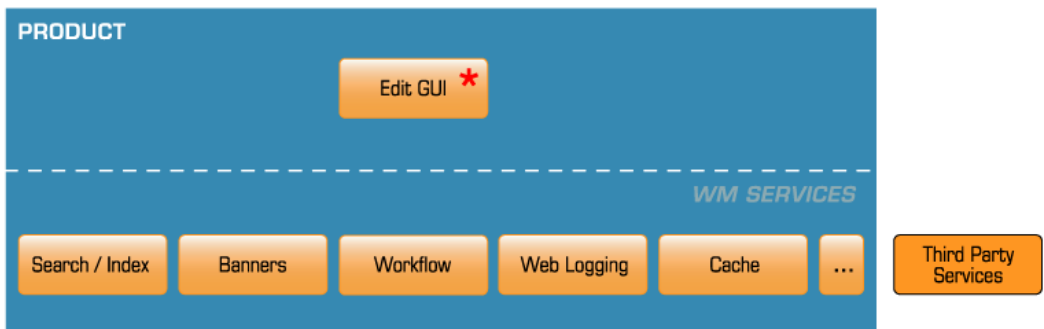 PRODUCT
Edit GUI *
WM SERVICES
Search / Index
Banners
Workflow
Web Logging
Cache
...
Third Party
Services